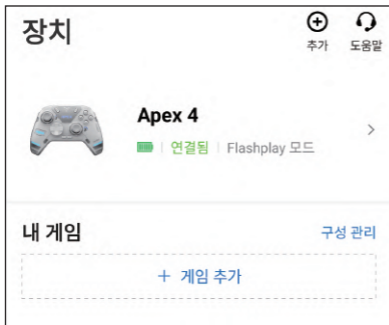 장치
추가
도움말
Apex 4
연결됨 | Flashplay 모드
내 게임
구성 관리
+ 게임 추가